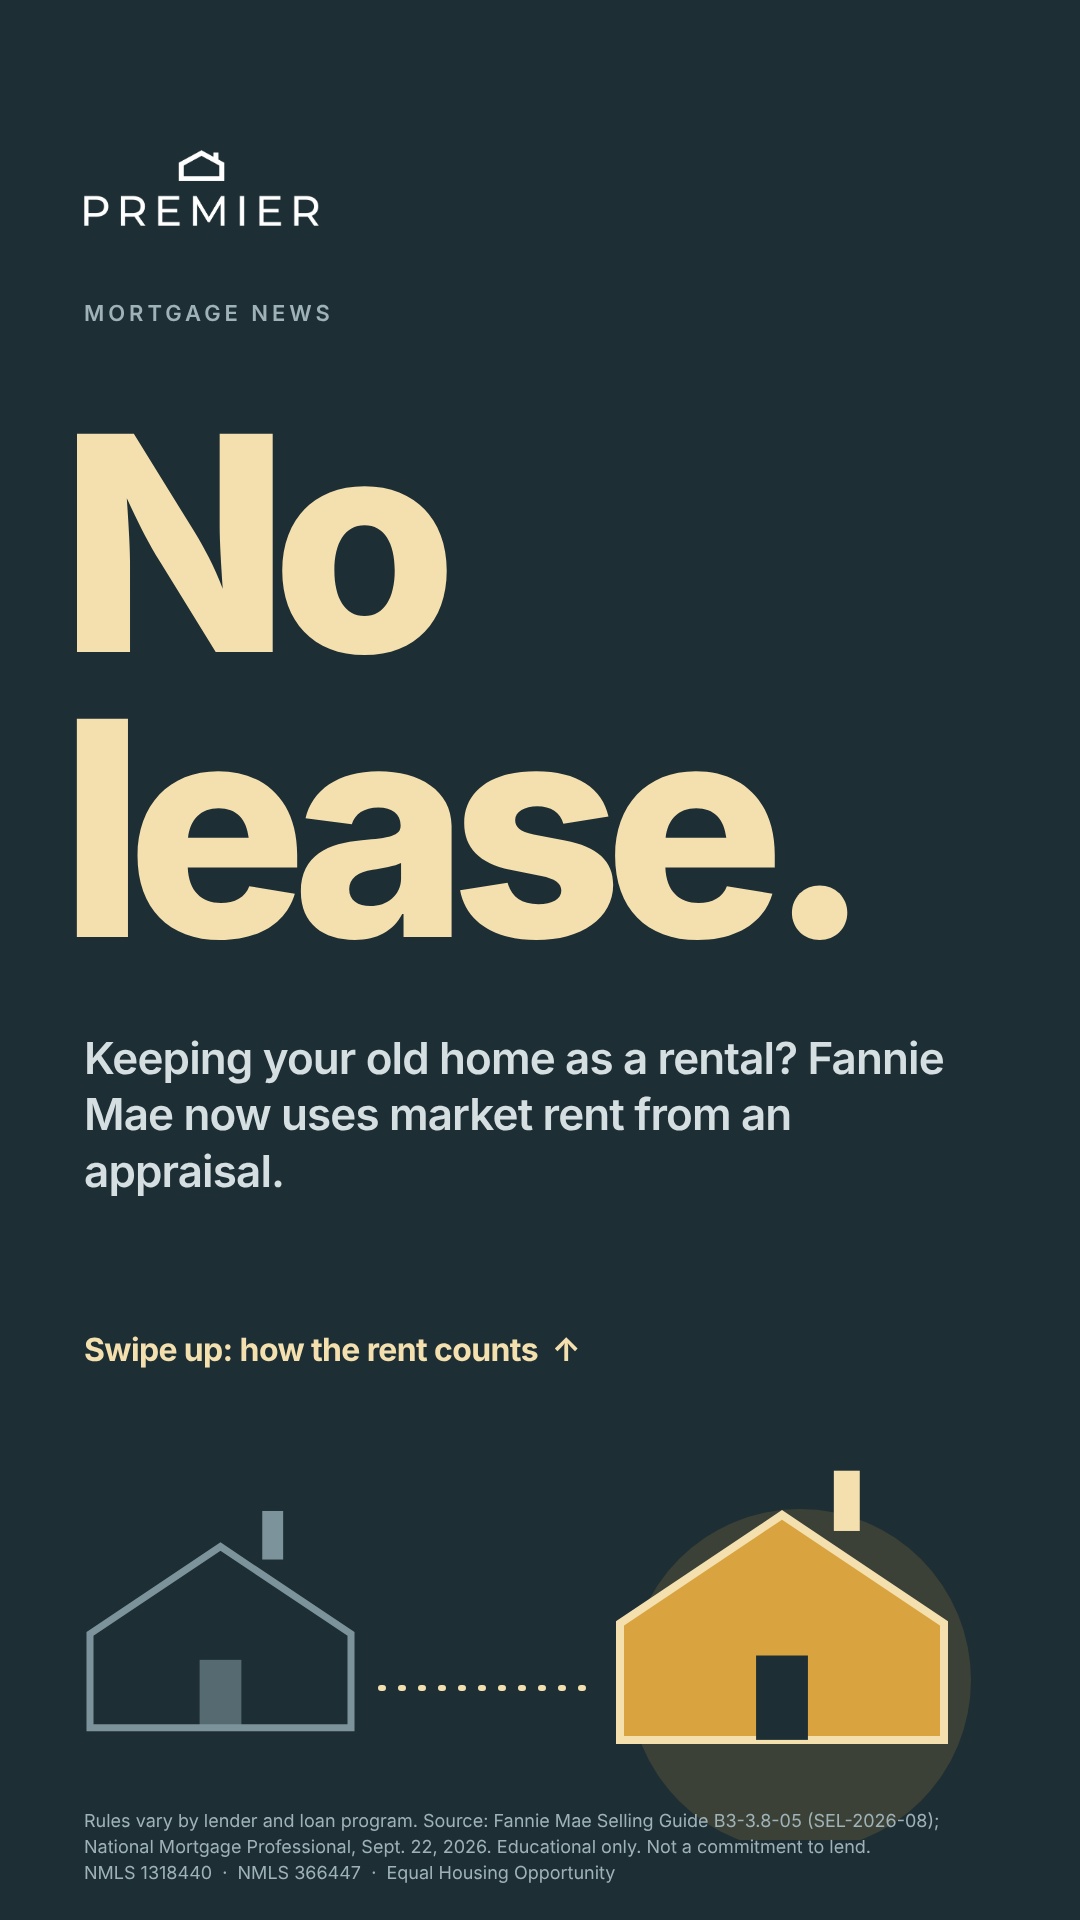 PREMIER
MORTGAGE NEWS
No
lease.
Keeping your old home as a rental? Fannie
Mae now uses market rent from an
appraisal.
Swipe up: how the rent counts ↑
Rules vary by lender and loan program. Source: Fannie Mae Selling Guide B3-3.8-05 (SEL-2026-08);
National Mortgage Professional, Sept. 22, 2026. Educational only. Not a commitment to lend.
NMLS 1318440 · NMLS 366447 · Equal Housing Opportunity